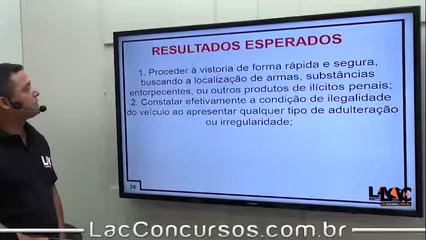 RESULTADOS ESPERADOS
1. Proceder à vistoria de forma rápida e segura,
buscando a localização de armas, substâncias
entorpecentes, ou outros produtos de ilícitos penais;
2. Constatar efetivamente a condição de ilegalidade
do veículo ao apresentar qualquer tipo de adulteração
ou irregularidade;
26
LAC
LacConcursos.com.br